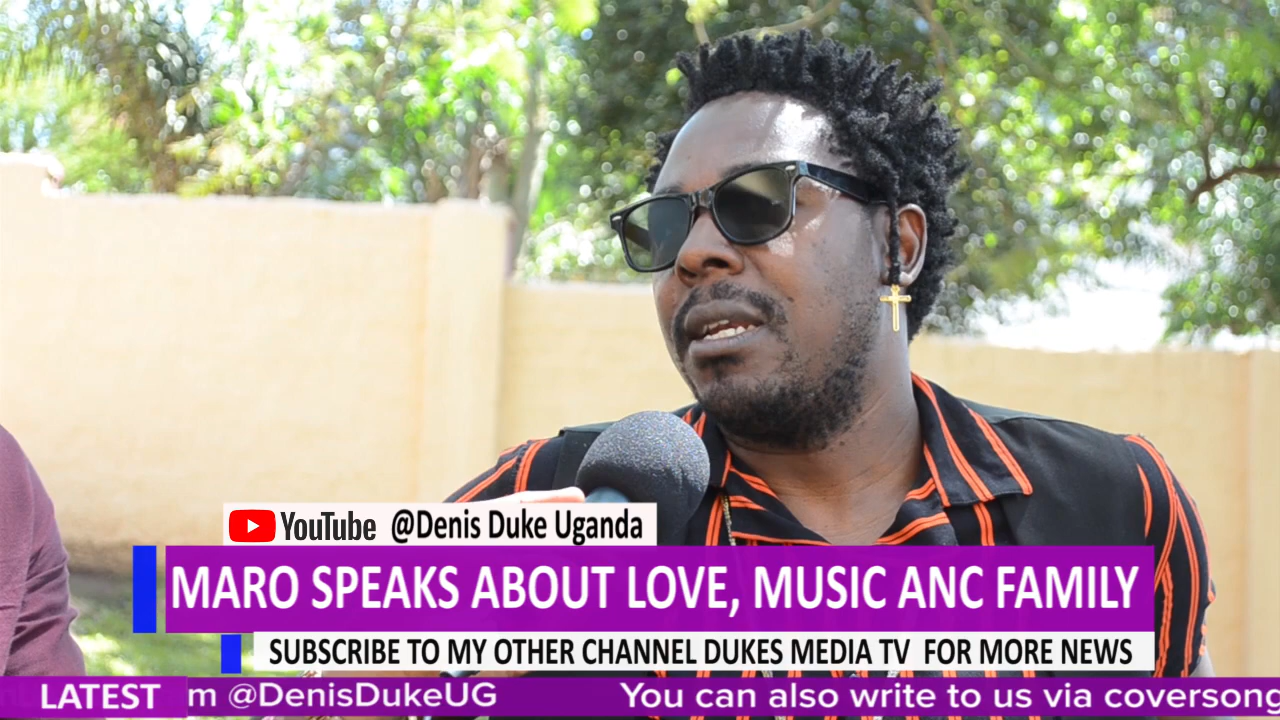 YouTube @Denis Duke Uganda
MARO SPEAKS ABOUT LOVE, MUSIC ANC FAMILY
SUBSCRIBE TO MY OTHER CHANNEL DUKES MEDIA TV FOR MORE NEWS
LATEST m @DenisDukeUG You can also write to us via coversong